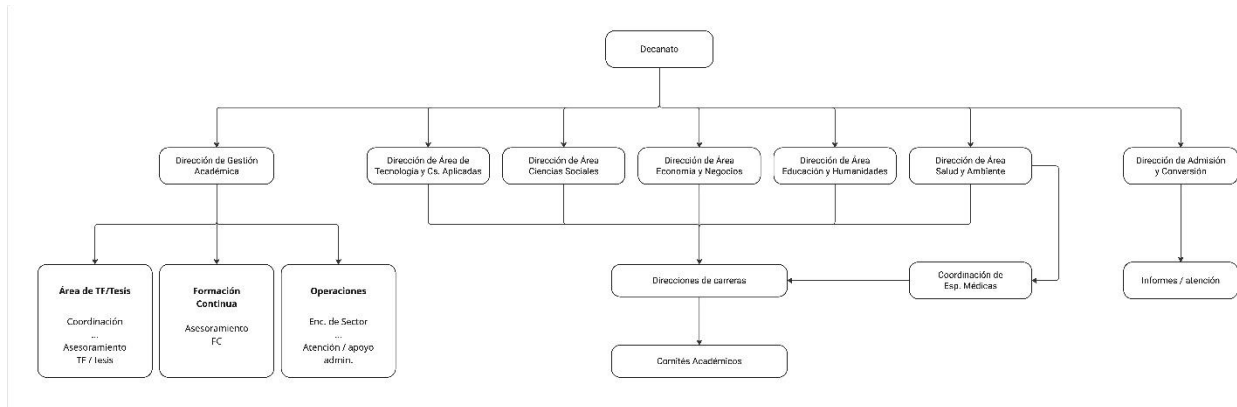 Decanato
Dirección de Gestión
Académica
Dirección de Área de
Tecnología y Cs. Aplicadas
Dirección de Área
Ciencias Sociales
Dirección de Área
Economía y Negocios
Dirección de Área
Educación y Humanidades
Dirección de Área
Salud y Ambiente
Dirección de Admisión
y Conversión
Área de TF/Tesis
Coordinación
...
Asesoramiento
TF / Tesis
Formación
Continua
Asesoramiento
FC
Operaciones
Enc. de Sector
...
Atención / apoyo
admin.
Direcciones de carreras
Coordinación de
Esp. Médicas
Informes / atención
Comités Académicos